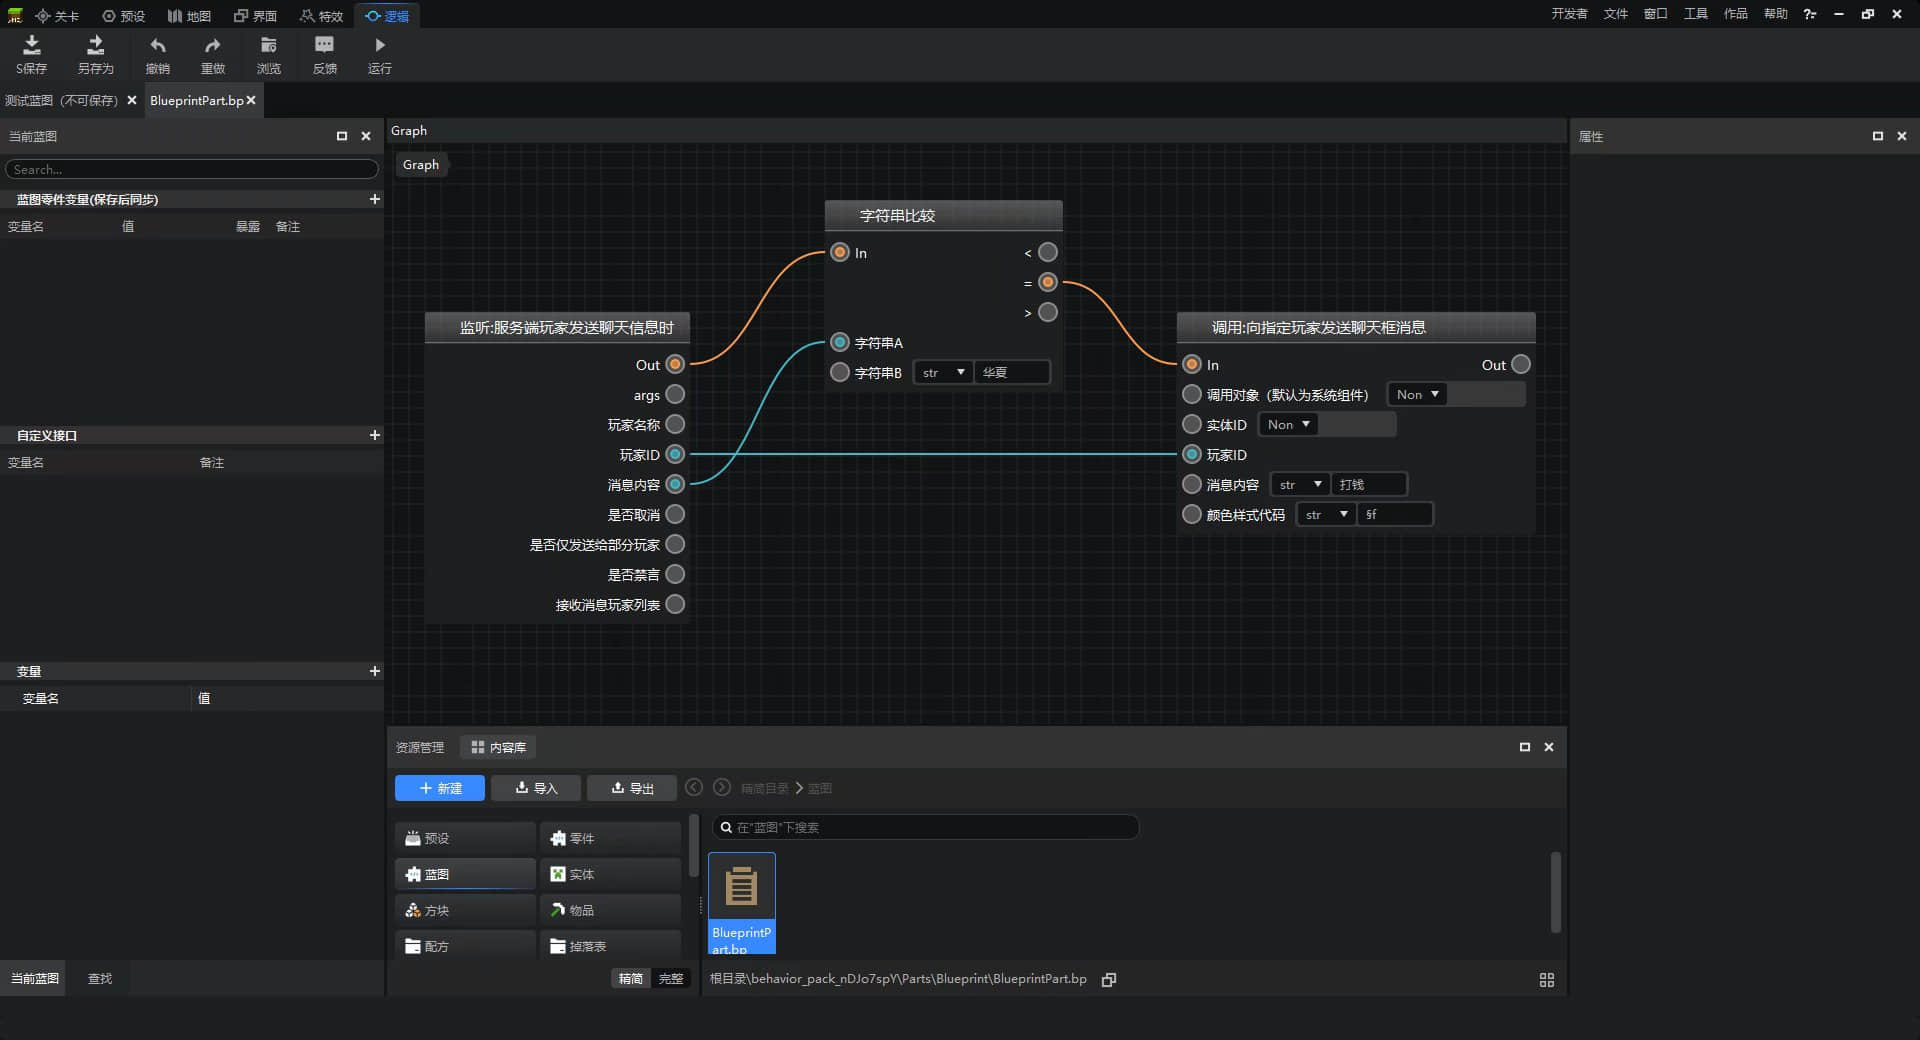 关卡 预设 地图 界面 特效 逻辑 开发者 文件 窗口 工具 作品 帮助
S保存 另存为 撤销 重做 浏览 反馈 运行
测试蓝图（不可保存） BlueprintPart.bp
当前蓝图
Search...
蓝图零件变量(保存后同步)
变量名 值 暴露 备注
自定义接口
变量名 备注
变量
变量名 值
当前蓝图 查找
Graph
Graph
监听:服务端玩家发送聊天信息时
Out
args
玩家名称
玩家ID
消息内容
是否取消
是否仅发送给部分玩家
是否禁言
接收消息玩家列表
字符串比较
In <
=
>
字符串A
字符串B str 华夏
调用:向指定玩家发送聊天框消息
In Out
调用对象（默认为系统组件） Non
实体ID Non
玩家ID
消息内容 str 打钱
颜色样式代码 str §f
属性
资源管理 内容库
新建 导入 导出 精简目录 蓝图
预设 零件
蓝图 实体
方块 物品
配方 掉落表
精简 完整
在"蓝图"下搜索
BlueprintP
art.bp
根目录\behavior_pack_nDJo7spY\Parts\Blueprint\BlueprintPart.bp